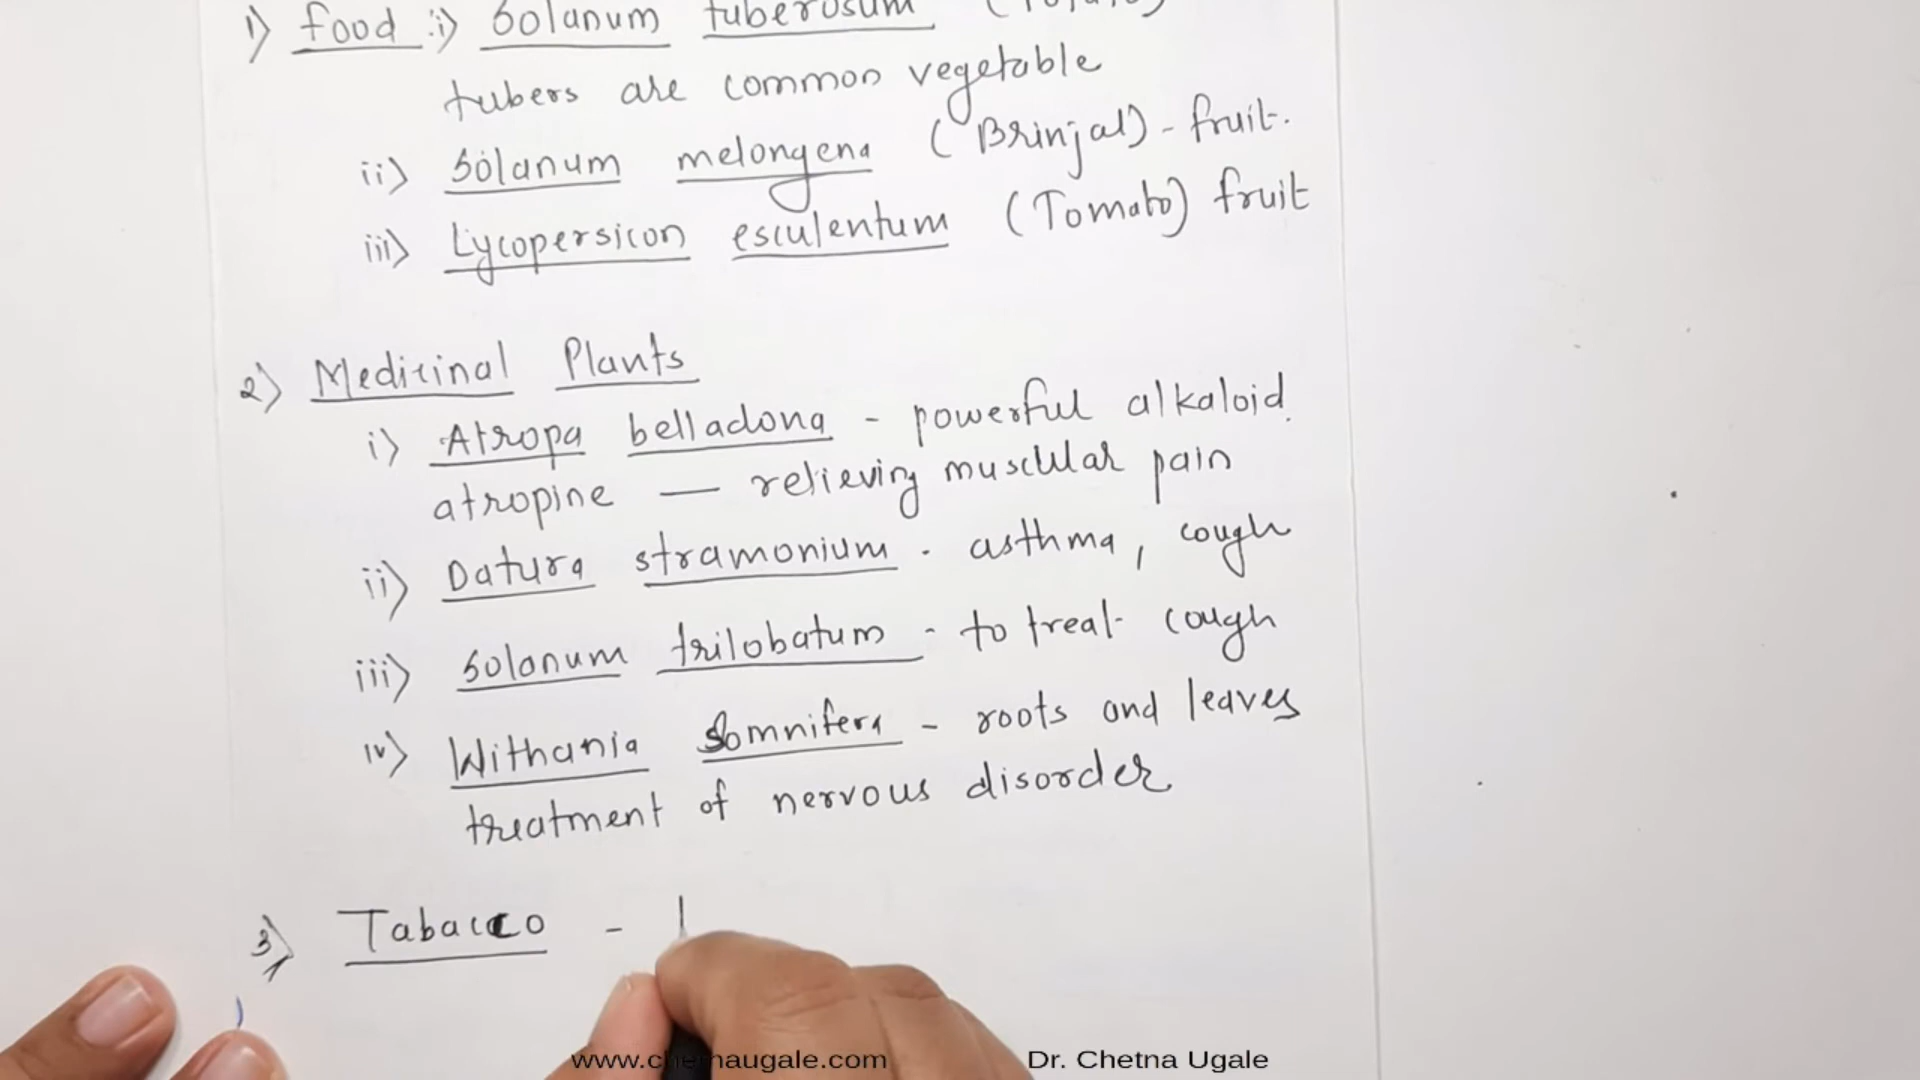 1) Food :i) Solanum tuberosum
tubers are common vegetable
ii) Solanum melongena (Brinjal) - fruit.
iii) Lycopersicon esculentum (Tomato) fruit
2) Medicinal Plants
i) Atropa belladona - powerful alkaloid.
atropine — relieving muscular pain
ii) Datura stramonium - asthma, cough
iii) Solanum trilobatum - to treat cough
iv) Withania Somnifera - roots and leaves
treatment of nervous disorder
3) Tabacco -
www.chetnaugale.com Dr. Chetna Ugale